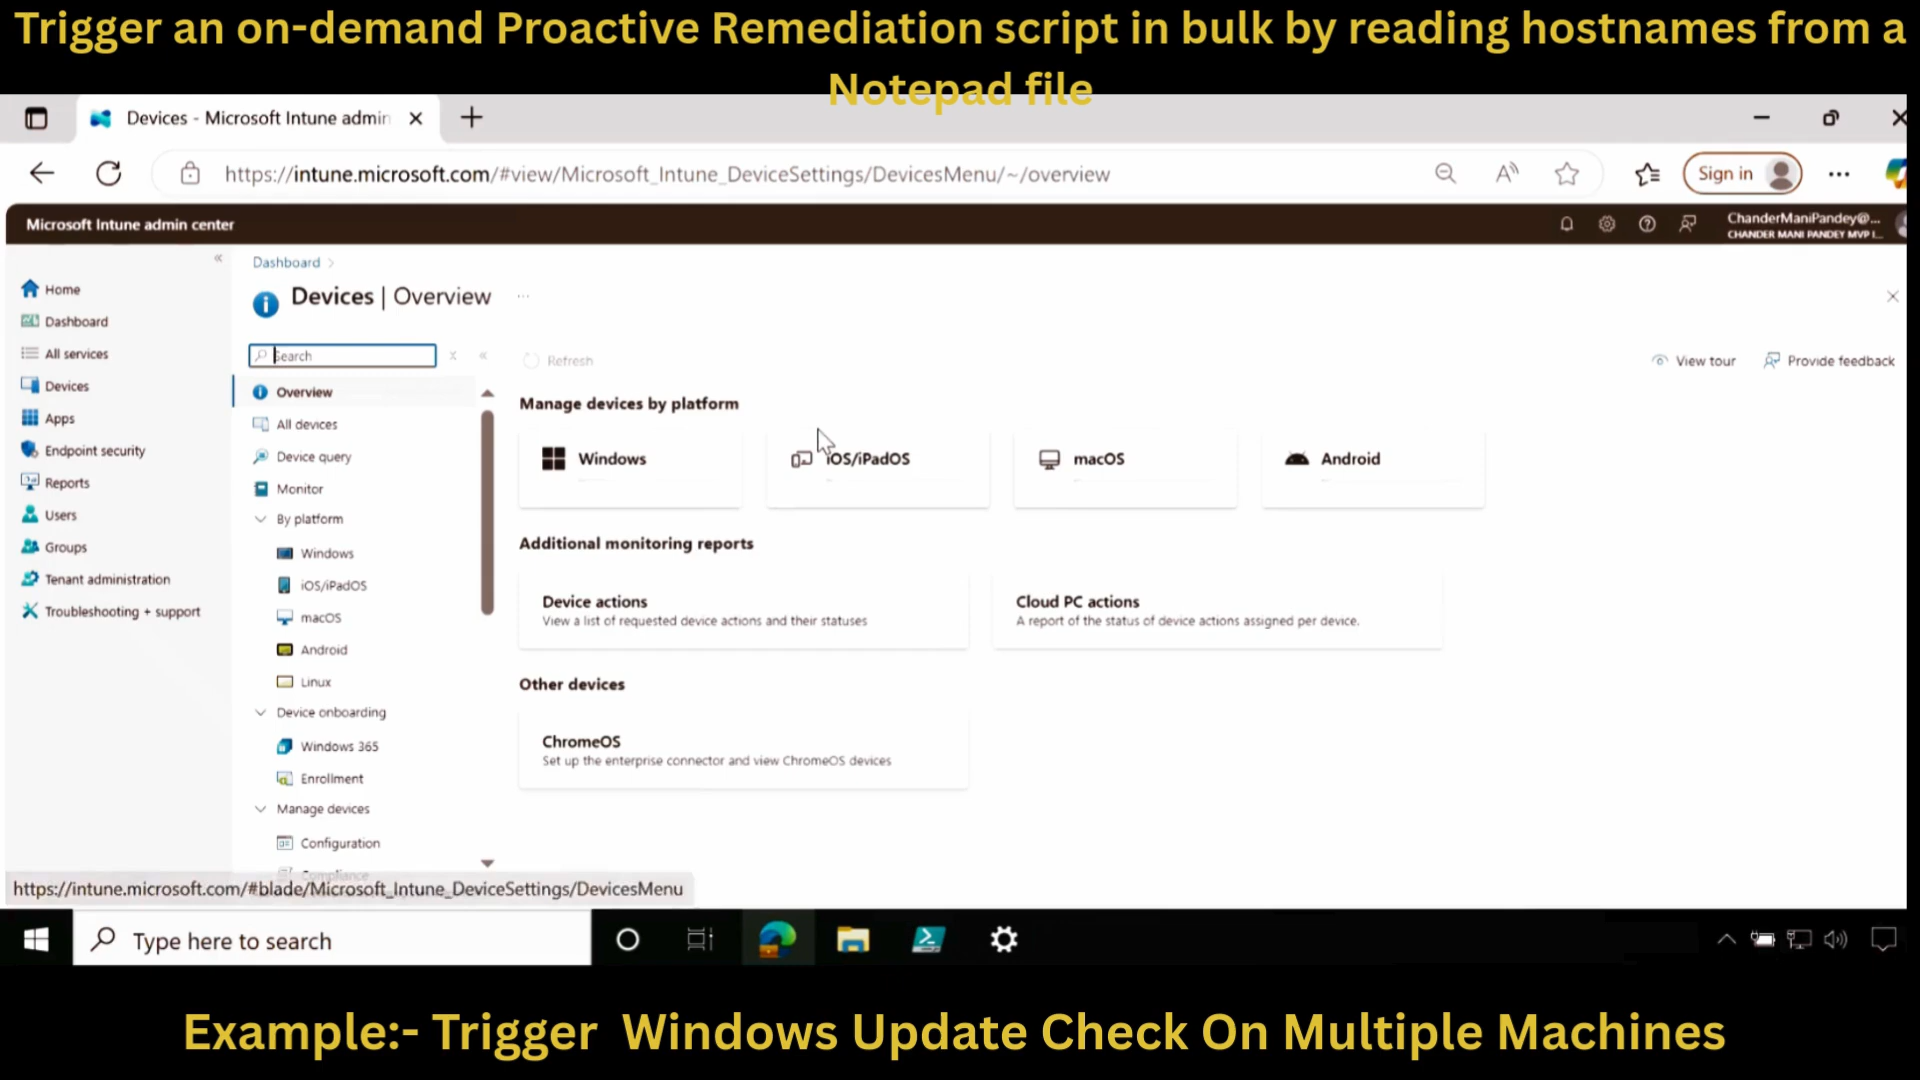 Trigger an on-demand Proactive Remediation script in bulk by reading hostnames from a
Notepad file
Devices - Microsoft Intune admin
https://intune.microsoft.com/#view/Microsoft_Intune_DeviceSettings/DevicesMenu/~/overview
Sign in
Microsoft Intune admin center
ChanderManiPandey@...
CHANDER MANI PANDEY MVP I...
Home
Dashboard
All services
Devices
Apps
Endpoint security
Reports
Users
Groups
Tenant administration
Troubleshooting + support
Dashboard
Devices | Overview
Search
Refresh
View tour
Provide feedback
Overview
All devices
Device query
Monitor
By platform
Windows
iOS/iPadOS
macOS
Android
Linux
Device onboarding
Windows 365
Enrollment
Manage devices
Configuration
Compliance
Manage devices by platform
Windows
iOS/iPadOS
macOS
Android
Additional monitoring reports
Device actions
View a list of requested device actions and their statuses
Cloud PC actions
A report of the status of device actions assigned per device.
Other devices
ChromeOS
Set up the enterprise connector and view ChromeOS devices
https://intune.microsoft.com/#blade/Microsoft_Intune_DeviceSettings/DevicesMenu
Type here to search
Example:- Trigger Windows Update Check On Multiple Machines